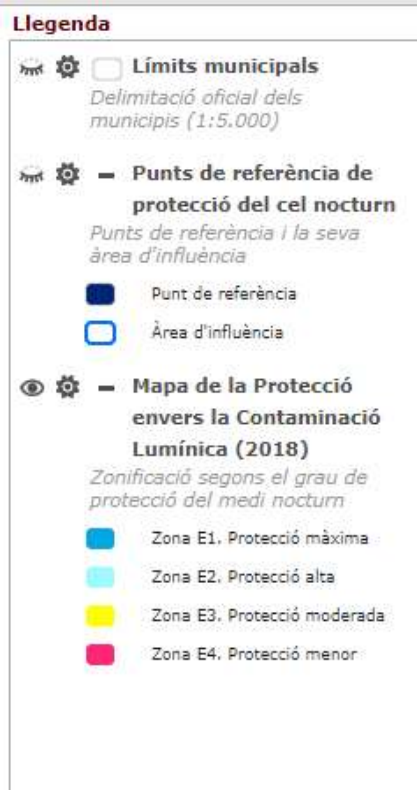 Llegenda
Límits municipals
Delimitació oficial dels
municipis (1:5.000)
Punts de referència de
protecció del cel nocturn
Punts de referència i la seva
àrea d'influència
Punt de referència
Àrea d'influència
Mapa de la Protecció
envers la Contaminació
Lumínica (2018)
Zonificació segons el grau de
protecció del medi nocturn
Zona E1. Protecció màxima
Zona E2. Protecció alta
Zona E3. Protecció moderada
Zona E4. Protecció menor